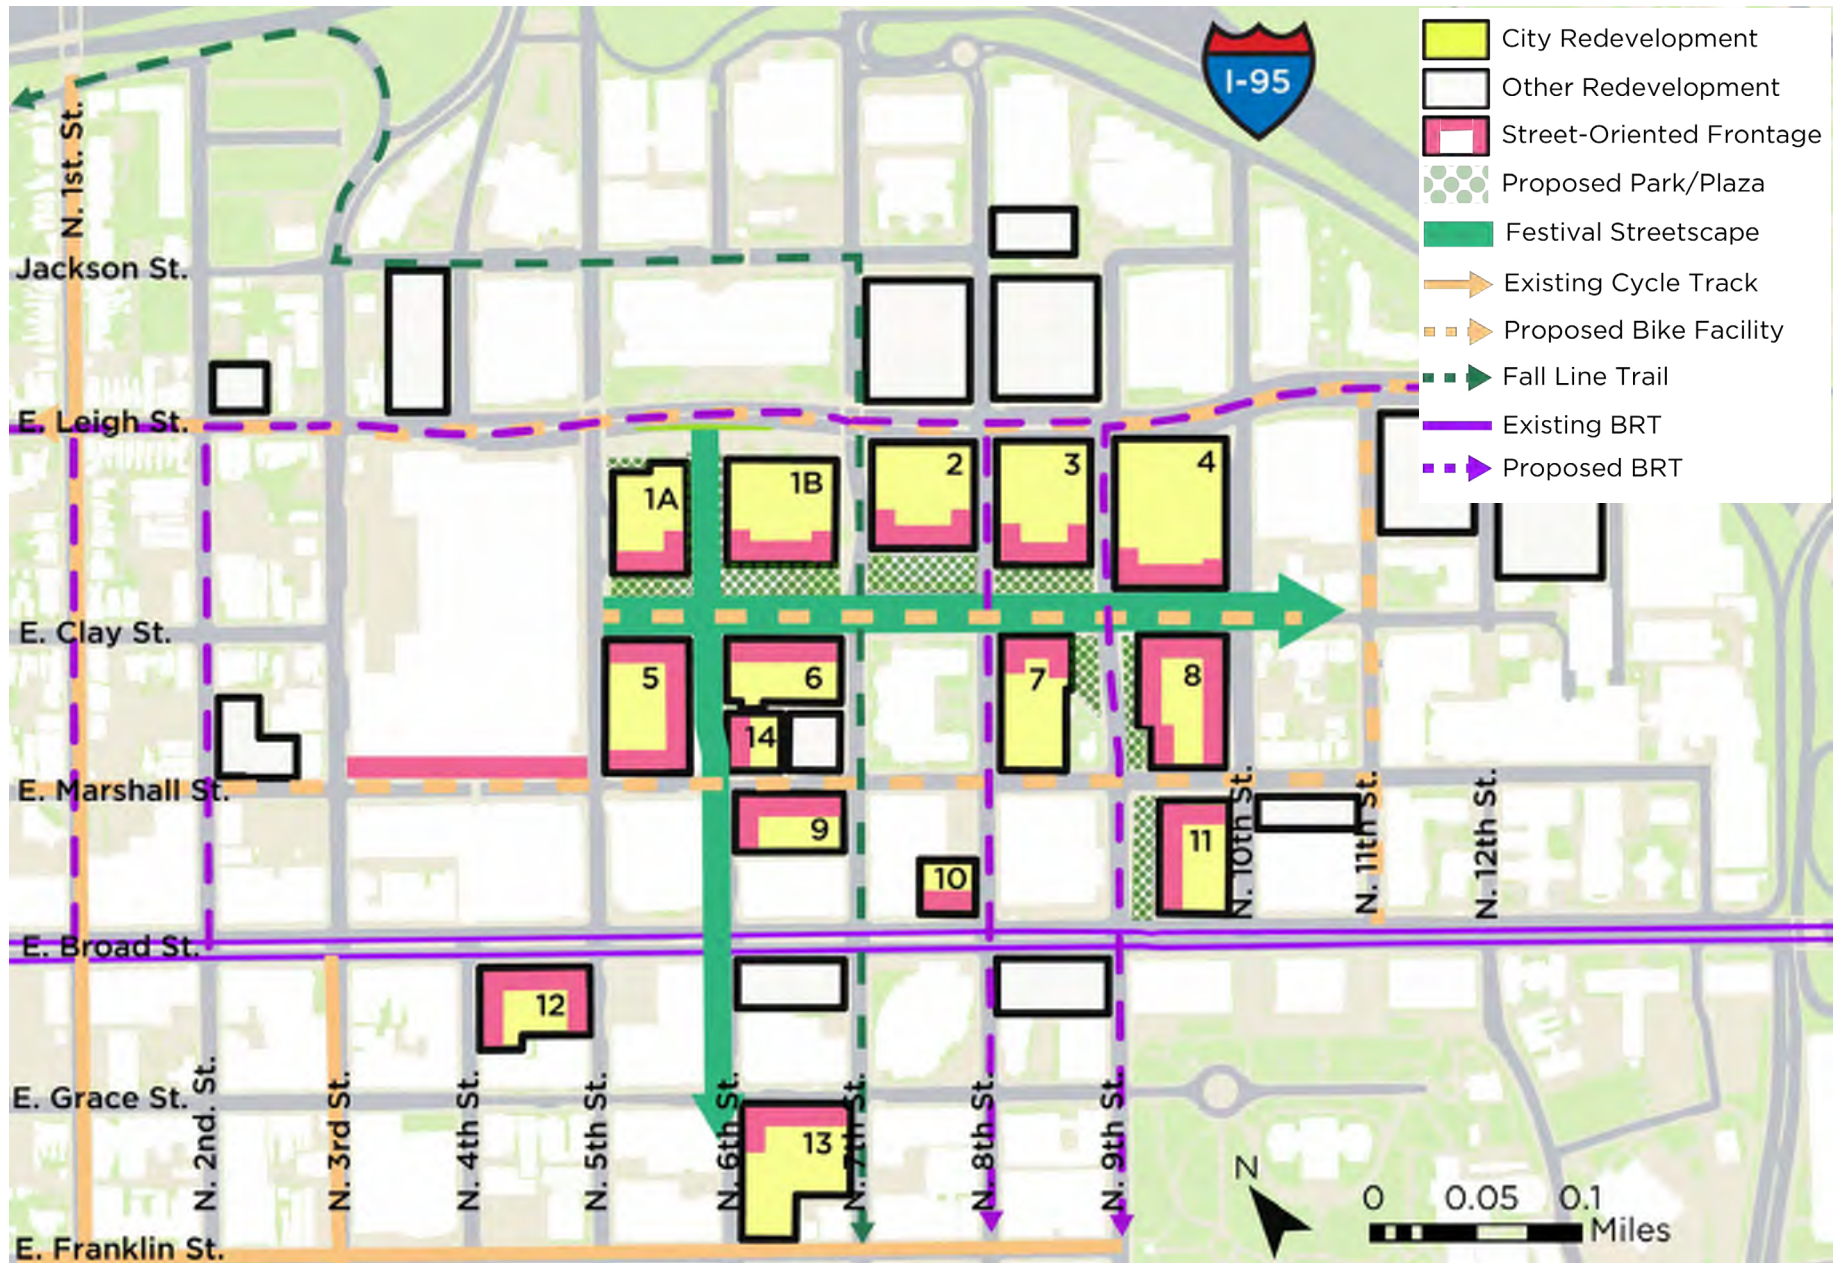 I-95
City Redevelopment
Other Redevelopment
Street-Oriented Frontage
Proposed Park/Plaza
Festival Streetscape
Existing Cycle Track
Proposed Bike Facility
Fall Line Trail
Existing BRT
Proposed BRT
N. 1st. St.
Jackson St.
E. Leigh St.
1A
1B
2
3
4
E. Clay St.
5
6
7
8
14
E. Marshall St.
9
10
11
N. 10th St.
N. 11th St.
N. 12th St.
E. Broad St.
12
E. Grace St.
13
N. 2nd. St.
N. 3rd St.
N. 4th St.
N. 5th St.
N. 6th St.
N. 7th St.
N. 8th St.
N. 9th St.
E. Franklin St.
N
0 0.05 0.1
Miles